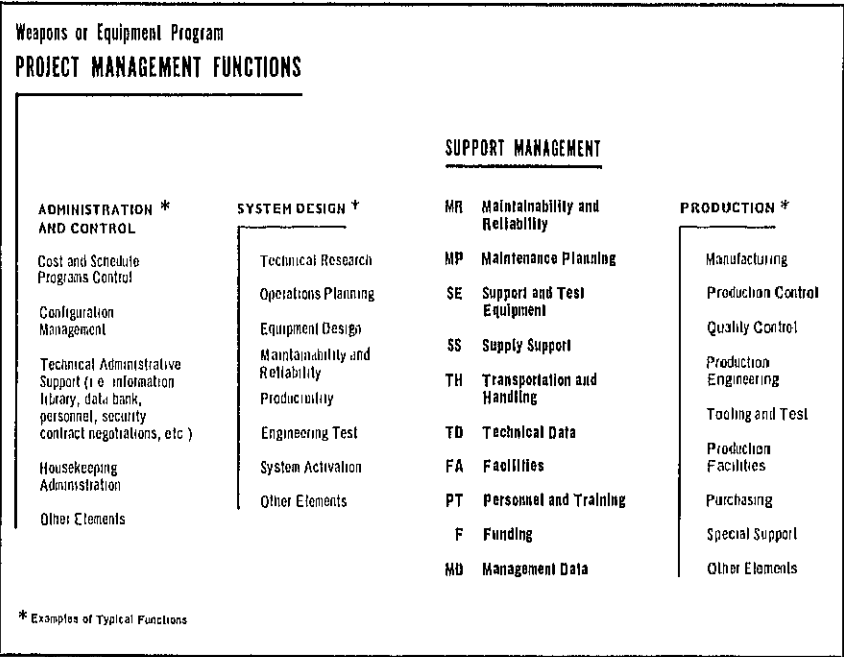 Weapons or Equipment Program
PROJECT MANAGEMENT FUNCTIONS
ADMINISTRATION *
AND CONTROL
Cost and Schedule
Programs Control
Configuration
Management
Technical Administrative
Support (i e information
library, data bank,
personnel, security
contract negotiations, etc )
Housekeeping
Administration
Other Elements
SYSTEM DESIGN †
Technical Research
Operations Planning
Equipment Design
Maintainability and
Reliability
Producibility
Engineering Test
System Activation
Other Elements
SUPPORT MANAGEMENT
MR Maintainability and
Reliability
MP Maintenance Planning
SE Support and Test
Equipment
SS Supply Support
TH Transportation and
Handling
TD Technical Data
FA Facilities
PT Personnel and Training
F Funding
MD Management Data
PRODUCTION *
Manufacturing
Production Control
Quality Control
Production
Engineering
Tooling and Test
Production
Facilities
Purchasing
Special Support
Other Elements
* Examples of Typical Functions